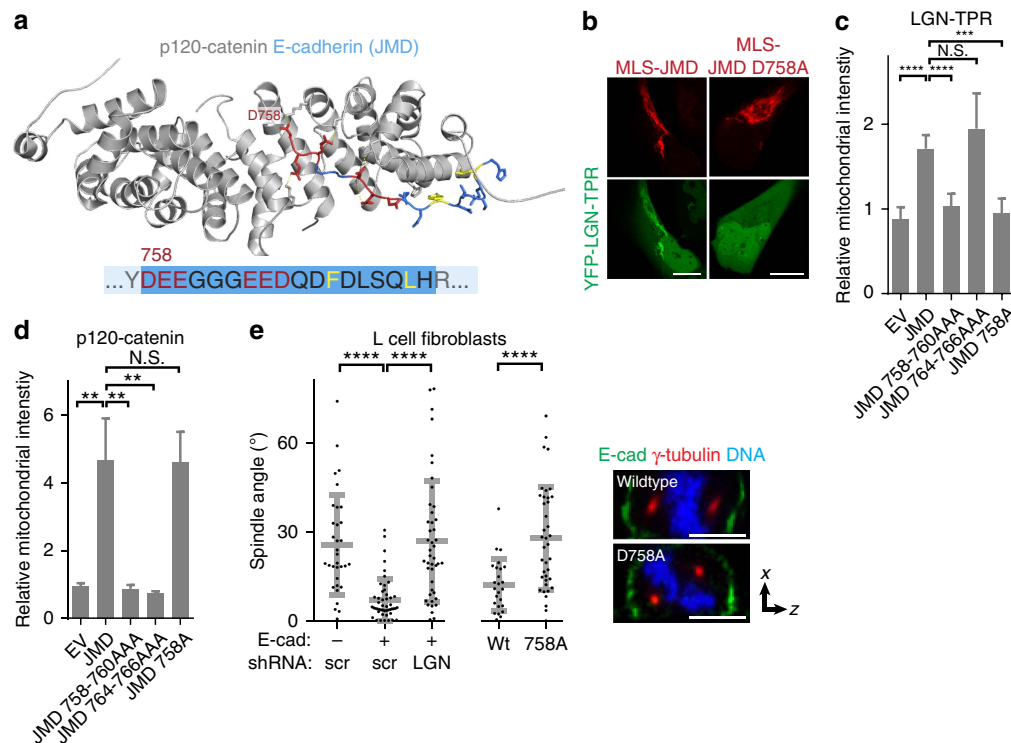 a
p120-catenin E-cadherin (JMD)
D758
758
...YDEEGGGEEDQDFDLSQLHR...
b
MLS-JMD
MLS-
JMD D758A
YFP-LGN-TPR
c
LGN-TPR
***
N.S.
**** ****
Relative mitochondrial intenstiy
2
1
0
EV
JMD
JMD 758-760AAA
JMD 764-766AAA
JMD 758A
d
p120-catenin
N.S.
**
** **
Relative mitochondrial intenstiy
6
4
2
0
EV
JMD
JMD 758-760AAA
JMD 764-766AAA
JMD 758A
e
L cell fibroblasts
**** **** ****
Spindle angle (°)
60
30
0
E-cad: – + + Wt 758A
shRNA: scr scr LGN
E-cad γ-tubulin DNA
Wildtype
D758A
x
z